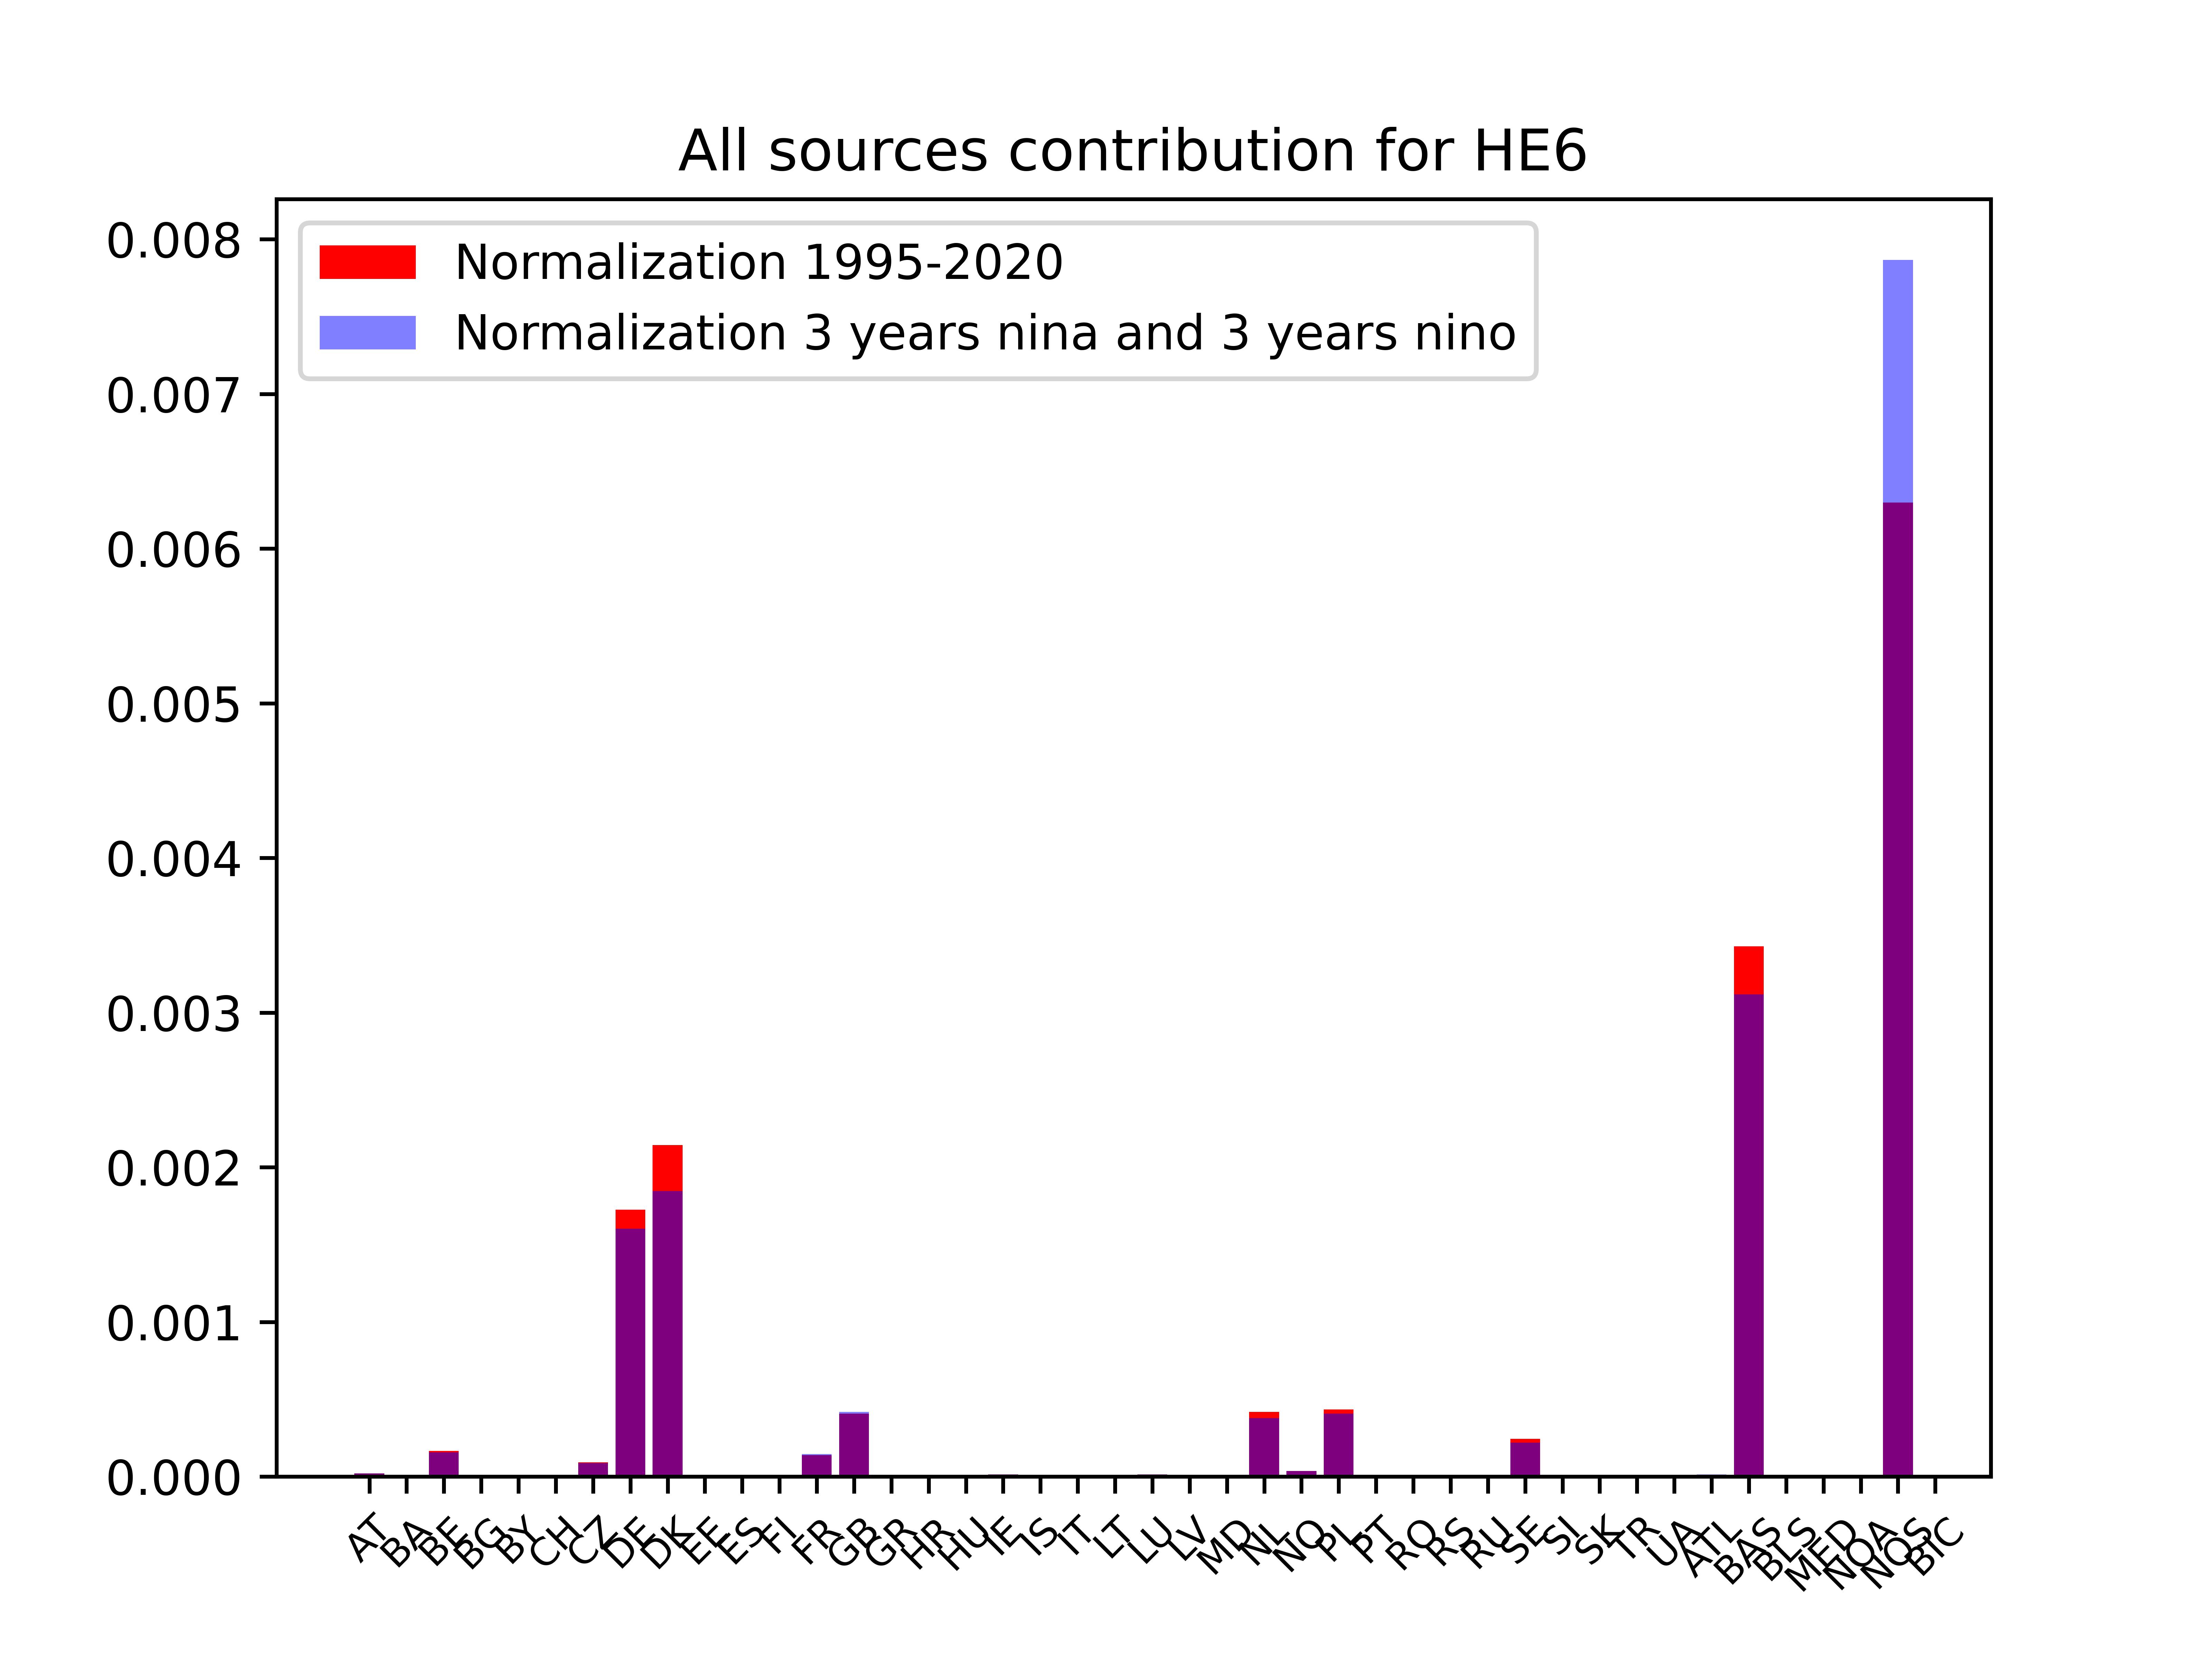 All sources contribution for HE6
Normalization 1995-2020
Normalization 3 years nina and 3 years nino
0.008
0.007
0.006
0.005
0.004
0.003
0.002
0.001
0.000
AT
BA
BE
BG
BY
CH
CZ
DE
DK
EE
ES
FI
FR
GB
GR
HR
HU
IE
IS
IT
LT
LU
LV
MD
NL
NO
PL
PT
RO
RS
RU
SE
SI
SK
TR
UA
ATL
BAS
BLS
MED
NOA
NOS
BIC